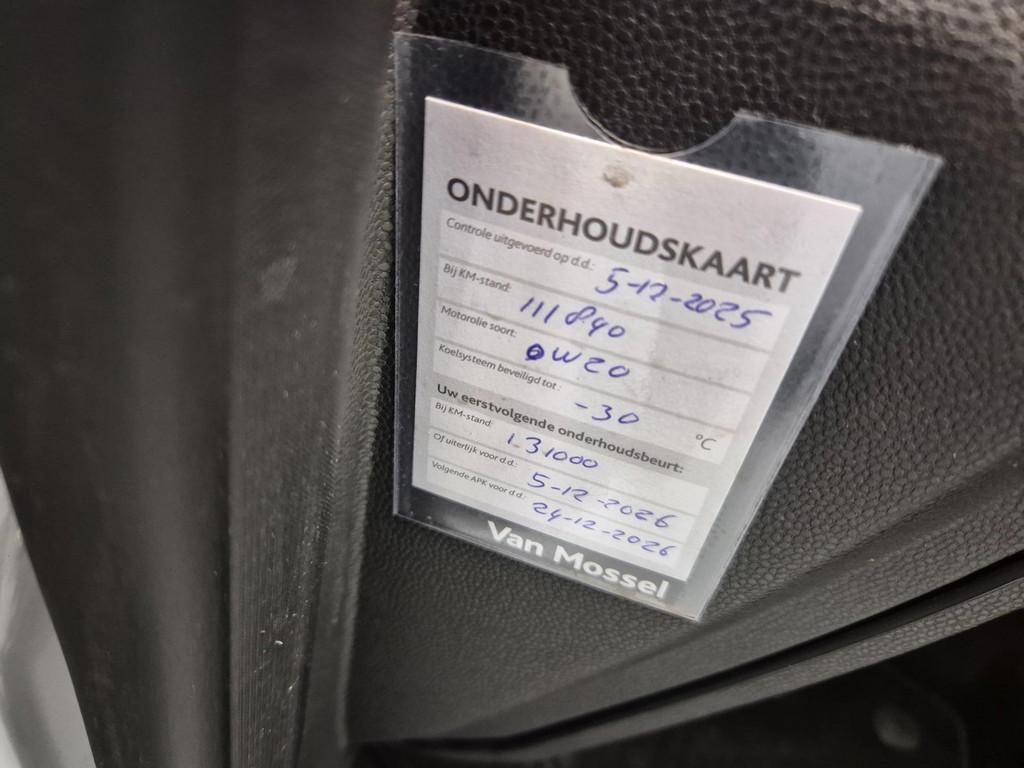 ONDERHOUDSKAART
Controle uitgevoerd op d.d.: 5-12-2025
Bij KM-stand: 111840
Motorolie soort: 0W20
Koelsysteem beveiligd tot: -30 °C
Uw eerstvolgende onderhoudsbeurt:
Bij KM-stand: 131000
Of uiterlijk voor d.d.: 5-12-2026
Volgende APK voor d.d.: 24-12-2026
Van Mossel